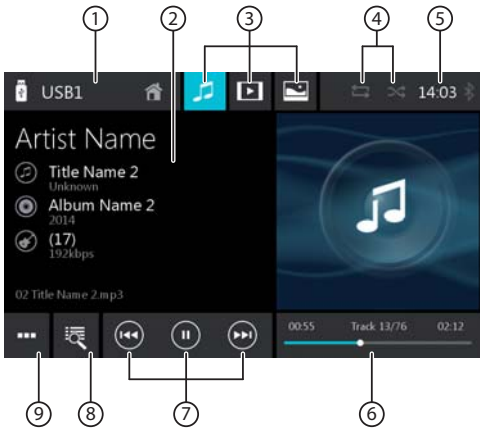 1 2 3 4 5
USB1 14:03
Artist Name
Title Name 2
Unknown
Album Name 2
2014
(17)
192kbps
02 Title Name 2.mp3
00:55 Track 13/76 02:12
9 8 7 6